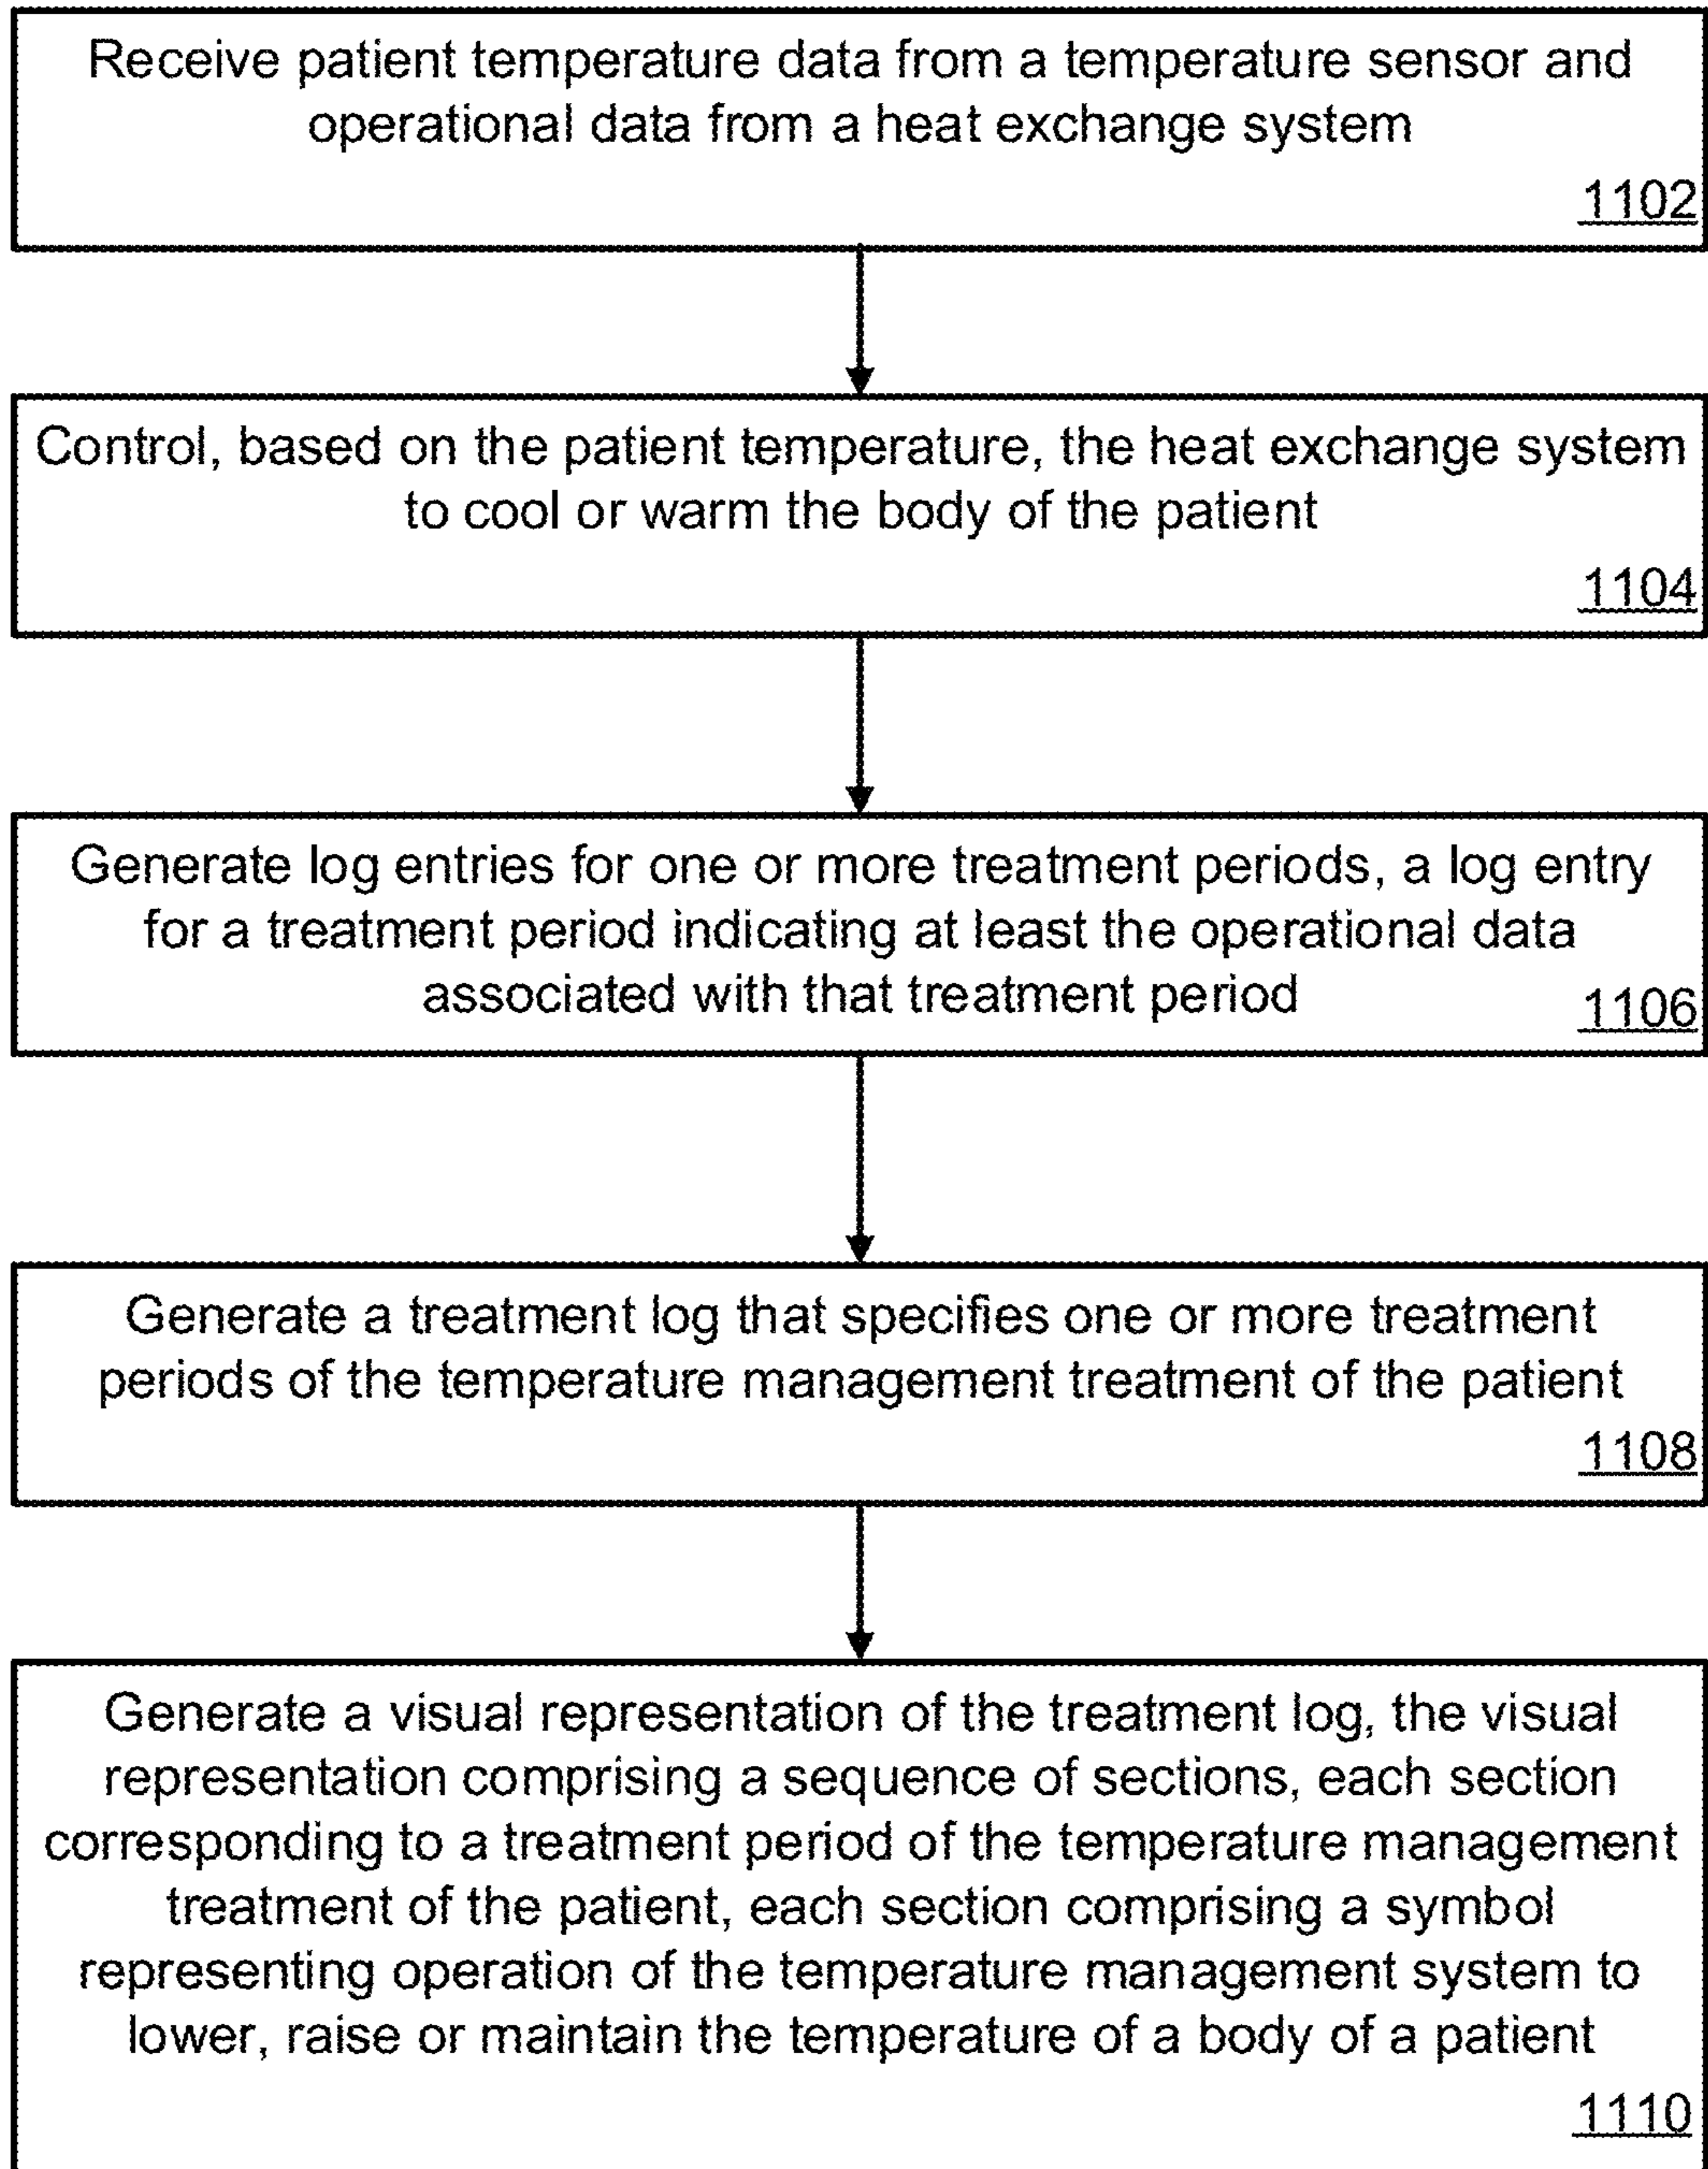 Receive patient temperature data from a temperature sensor and
operational data from a heat exchange system
1102
Control, based on the patient temperature, the heat exchange system
to cool or warm the body of the patient
1104
Generate log entries for one or more treatment periods, a log entry
for a treatment period indicating at least the operational data
associated with that treatment period
1106
Generate a treatment log that specifies one or more treatment
periods of the temperature management treatment of the patient
1108
Generate a visual representation of the treatment log, the visual
representation comprising a sequence of sections, each section
corresponding to a treatment period of the temperature management
treatment of the patient, each section comprising a symbol
representing operation of the temperature management system to
lower, raise or maintain the temperature of a body of a patient
1110